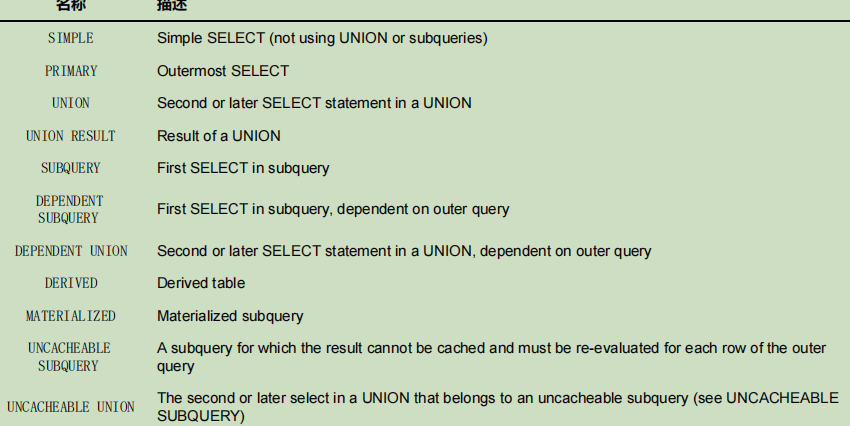 名称 描述
SIMPLE Simple SELECT (not using UNION or subqueries)
PRIMARY Outermost SELECT
UNION Second or later SELECT statement in a UNION
UNION RESULT Result of a UNION
SUBQUERY First SELECT in subquery
DEPENDENT
SUBQUERY
First SELECT in subquery, dependent on outer query
DEPENDENT UNION Second or later SELECT statement in a UNION, dependent on outer query
DERIVED Derived table
MATERIALIZED Materialized subquery
UNCACHEABLE
SUBQUERY
A subquery for which the result cannot be cached and must be re-evaluated for each row of the outer
query
UNCACHEABLE UNION
The second or later select in a UNION that belongs to an uncacheable subquery (see UNCACHEABLE
SUBQUERY)